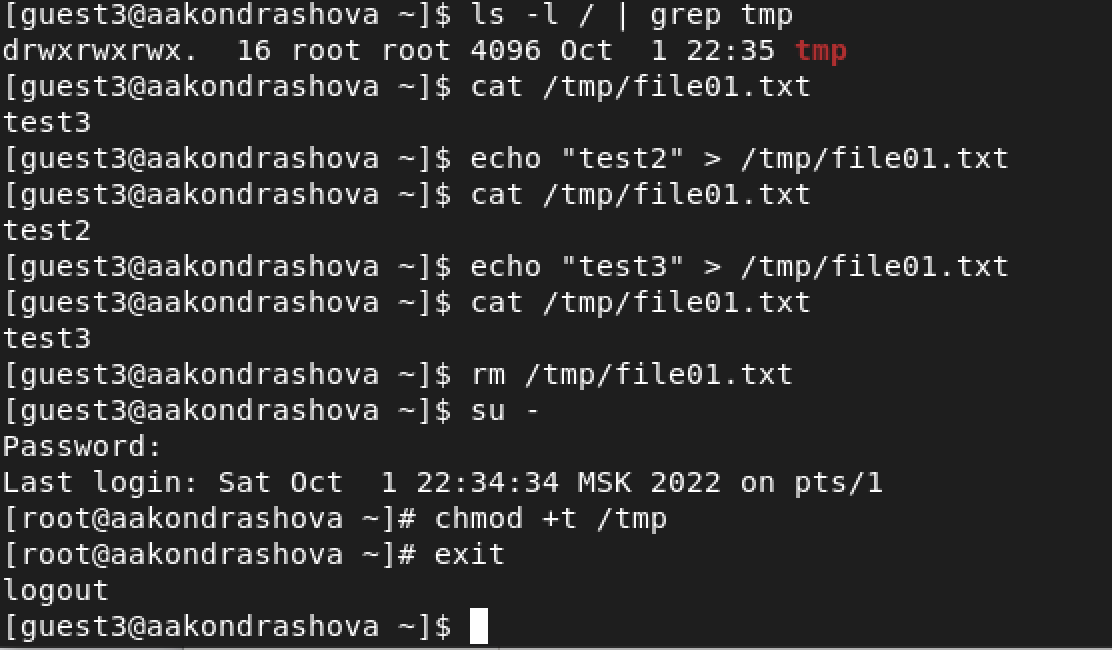 [guest3@aakondrashova ~]$ ls -l / | grep tmp
drwxrwxrwx.  16 root root 4096 Oct  1 22:35 tmp
[guest3@aakondrashova ~]$ cat /tmp/file01.txt
test3
[guest3@aakondrashova ~]$ echo "test2" > /tmp/file01.txt
[guest3@aakondrashova ~]$ cat /tmp/file01.txt
test2
[guest3@aakondrashova ~]$ echo "test3" > /tmp/file01.txt
[guest3@aakondrashova ~]$ cat /tmp/file01.txt
test3
[guest3@aakondrashova ~]$ rm /tmp/file01.txt
[guest3@aakondrashova ~]$ su -
Password:
Last login: Sat Oct  1 22:34:34 MSK 2022 on pts/1
[root@aakondrashova ~]# chmod +t /tmp
[root@aakondrashova ~]# exit
logout
[guest3@aakondrashova ~]$